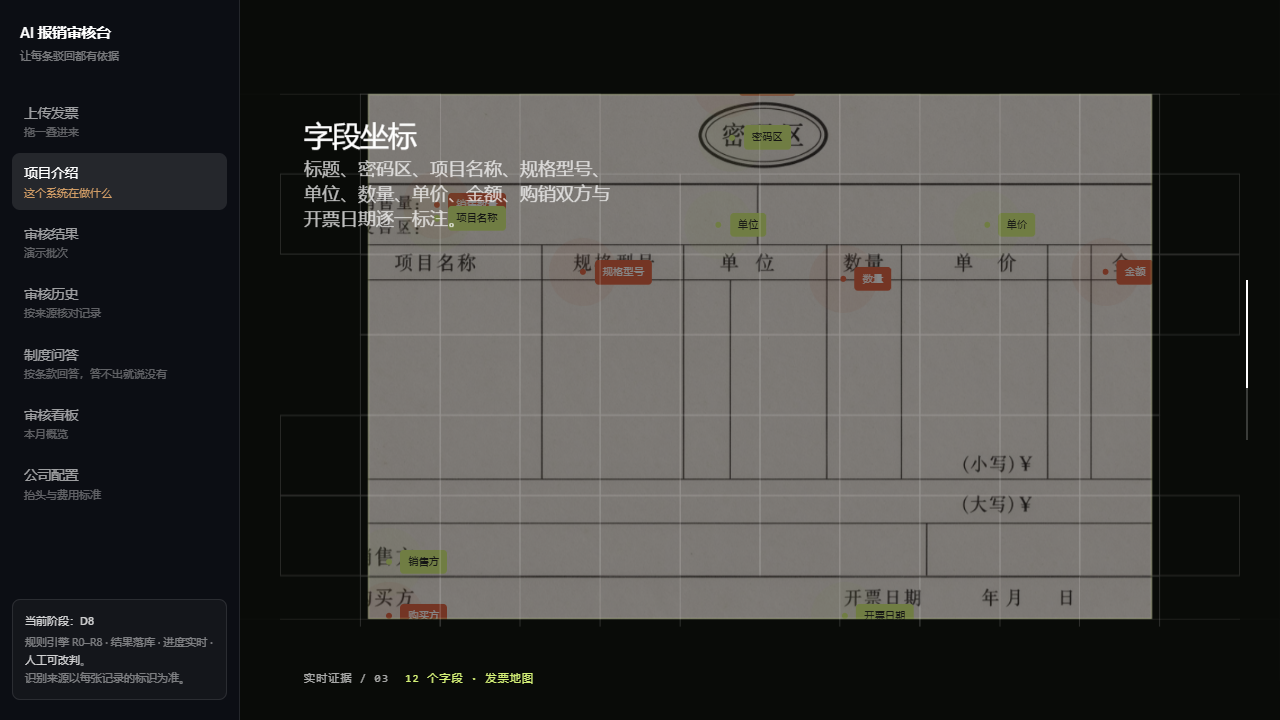 AI 报销审核台
让每条驳回都有依据
上传发票
拖一叠进来
项目介绍
这个系统在做什么
审核结果
演示批次
审核历史
按来源核对记录
制度问答
按条款回答，答不出就说没有
审核看板
本月概览
公司配置
抬头与费用标准
当前阶段：D8
规则引擎 R0–R8 · 结果落库 · 进度实时 ·
人工可改判。
识别来源以每张记录的标识为准。
字段坐标
标题、密码区、项目名称、规格型号、
单位、数量、单价、金额、购销双方与
开票日期逐一标注。
密码区
项目名称
单位
单价
项目名称
规格型号
单 位
数量
单 价
规格型号
数量
金额
(小写)¥
(大写)¥
售方
销售方
买方
购买方
开票日期
年 月 日
开票日期
实时证据 / 03 12 个字段 · 发票地图